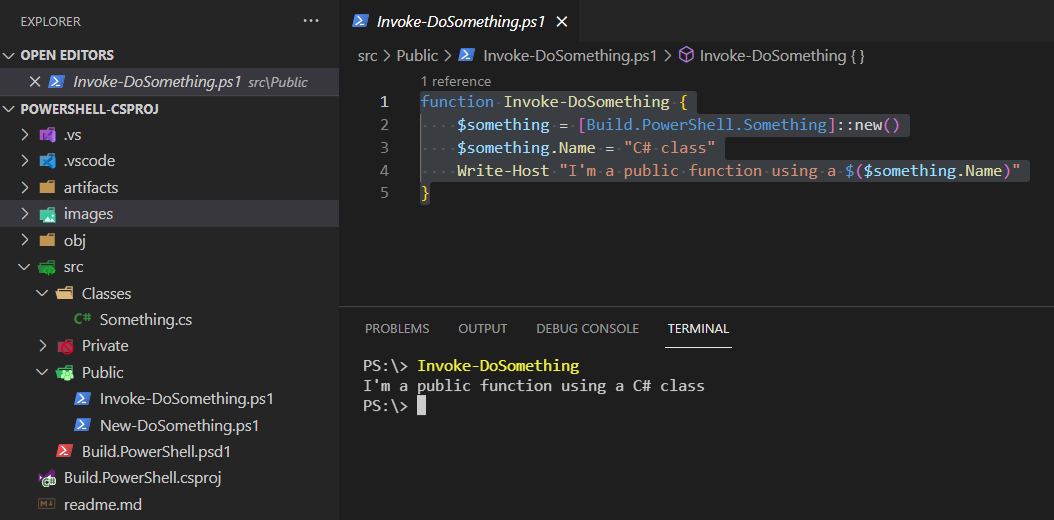 EXPLORER
OPEN EDITORS
Invoke-DoSomething.ps1 src\Public
POWERSHELL-CSPROJ
.vs
.vscode
artifacts
images
obj
src
Classes
C# Something.cs
Private
Public
Invoke-DoSomething.ps1
New-DoSomething.ps1
Build.PowerShell.psd1
Build.PowerShell.csproj
readme.md
Invoke-DoSomething.ps1
src > Public > Invoke-DoSomething.ps1 > Invoke-DoSomething { }
1 reference
1 function Invoke-DoSomething {
2 $something = [Build.PowerShell.Something]::new()
3 $something.Name = "C# class"
4 Write-Host "I'm a public function using a $($something.Name)"
5 }
PROBLEMS OUTPUT DEBUG CONSOLE TERMINAL
PS:\> Invoke-DoSomething
I'm a public function using a C# class
PS:\>